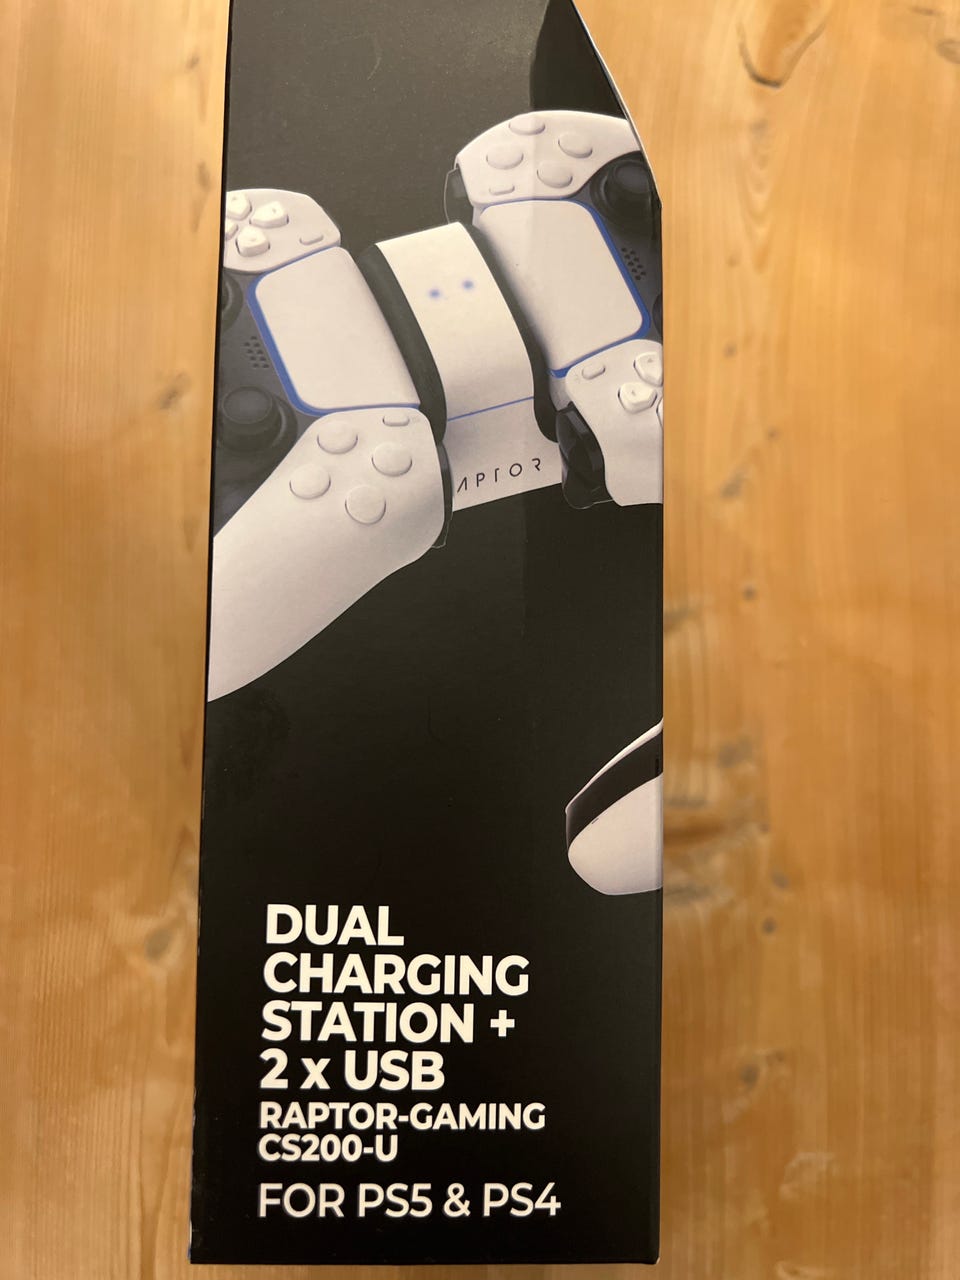 APTOR
DUAL
CHARGING
STATION +
2 x USB
RAPTOR-GAMING
CS200-U
FOR PS5 & PS4